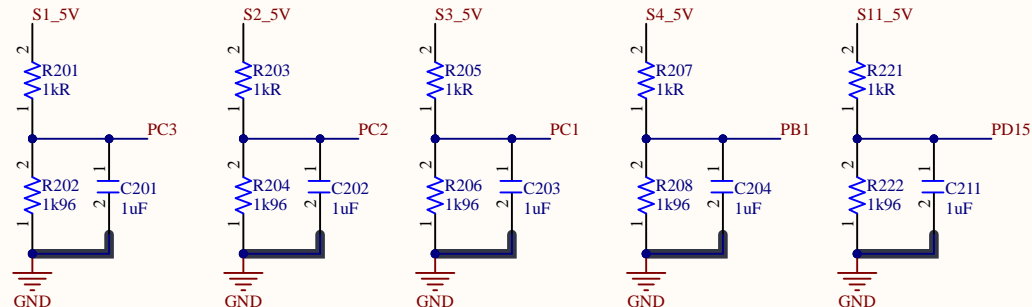 S1_5V
2
R201
1kR
1
PC3
2
R202
1k96
1
1
C201
2
1uF
GND
S2_5V
2
R203
1kR
1
PC2
2
R204
1k96
1
1
C202
2
1uF
GND
S3_5V
2
R205
1kR
1
PC1
2
R206
1k96
1
1
C203
2
1uF
GND
S4_5V
2
R207
1kR
1
PB1
2
R208
1k96
1
1
C204
2
1uF
GND
S11_5V
2
R221
1kR
1
PD15
2
R222
1k96
1
1
C211
2
1uF
GND